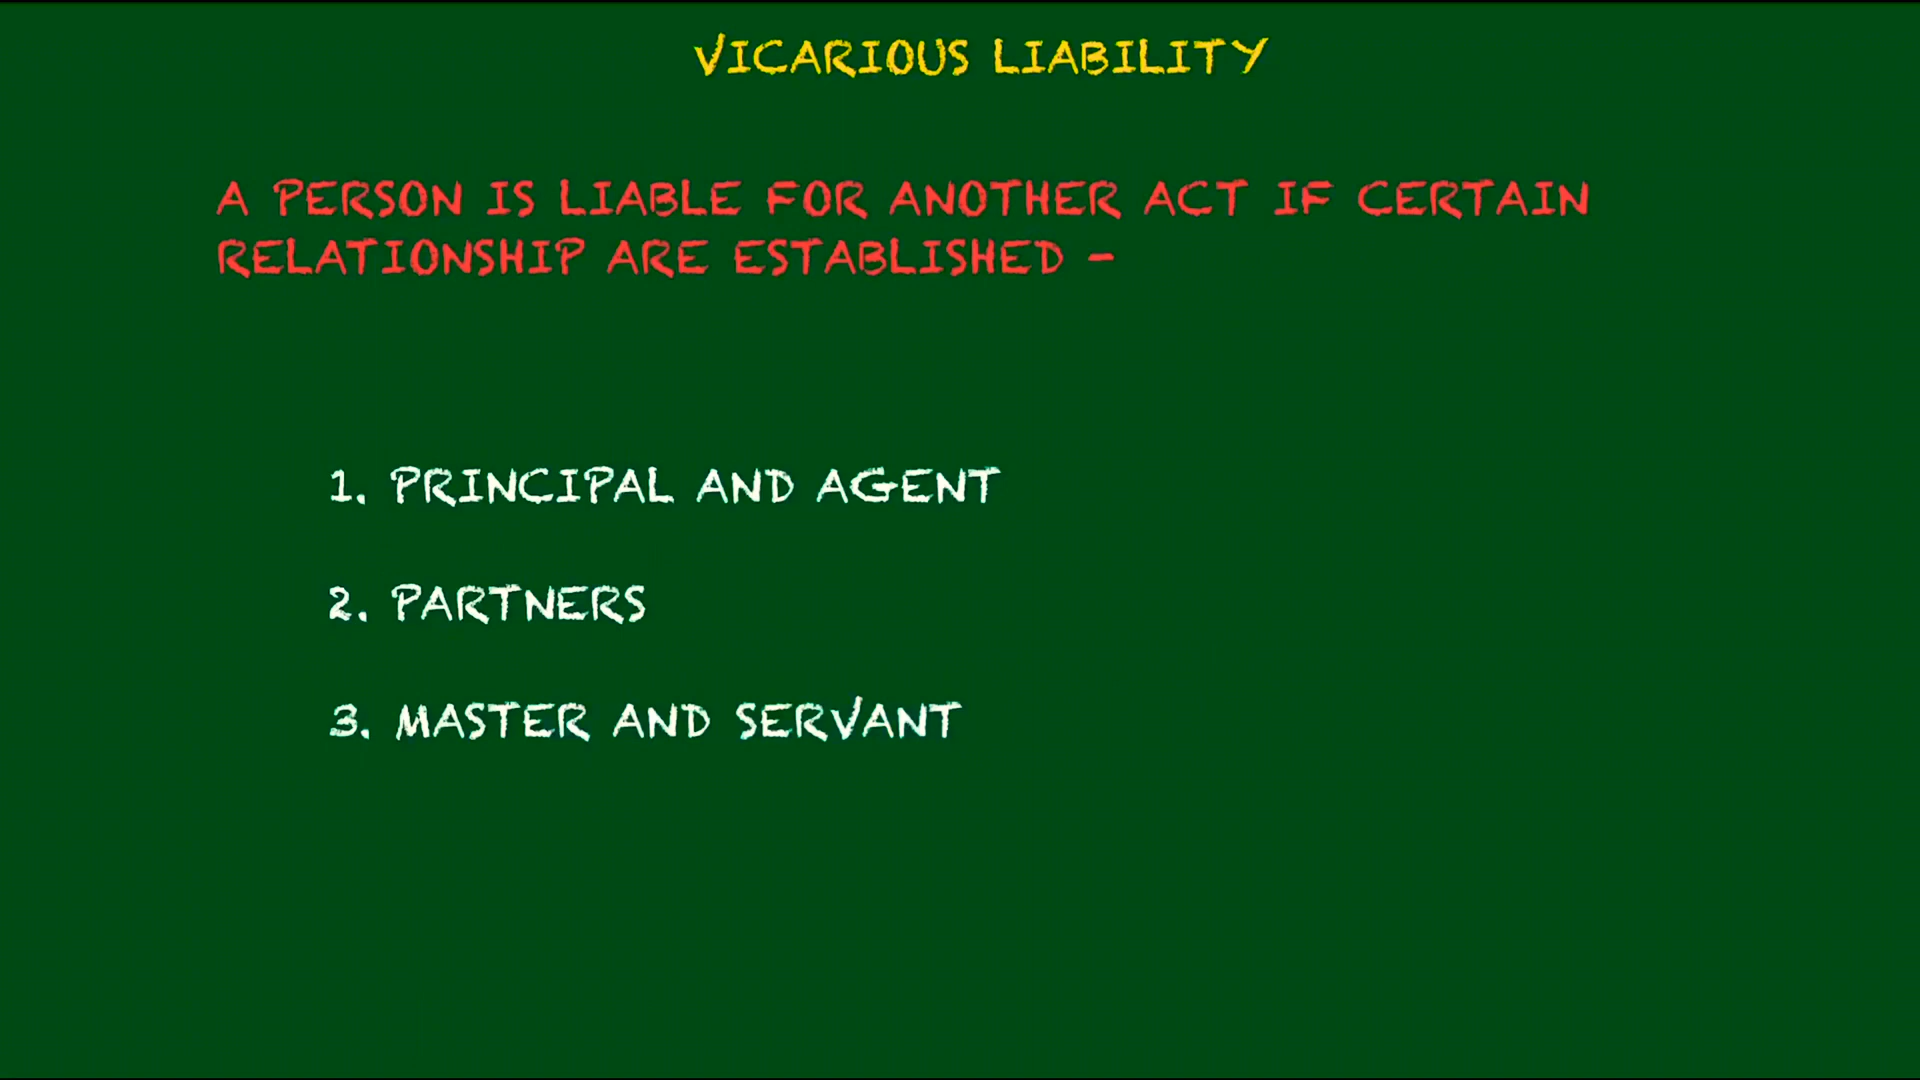 VICARIOUS LIABILITY
A PERSON IS LIABLE FOR ANOTHER ACT IF CERTAIN
RELATIONSHIP ARE ESTABLISHED -
1. PRINCIPAL AND AGENT
2. PARTNERS
3. MASTER AND SERVANT